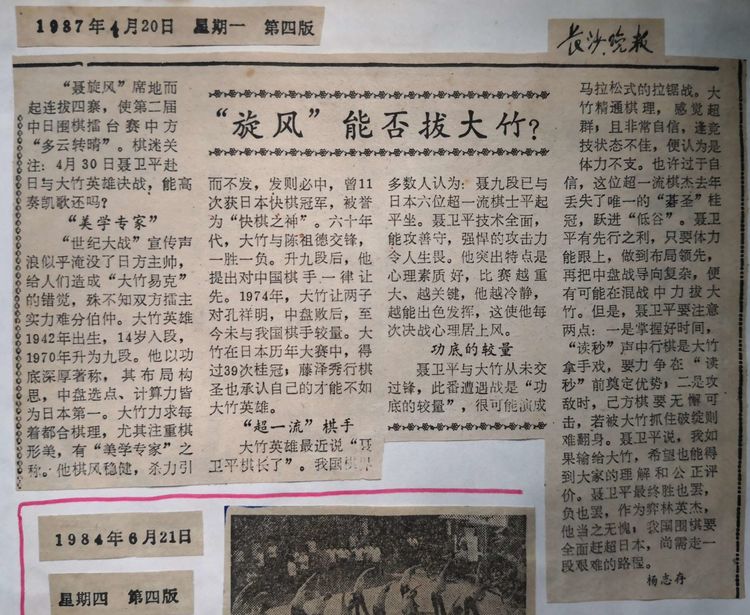 1987年4月20日 星期一 第四版
长沙晚报
“旋风”能否拔大竹？
“聂旋风”席地而
起连拔四寨，使第二届
中日围棋擂台赛中方
“多云转晴”。棋迷关
注：4月30日聂卫平赴
日与大竹英雄决战，能高
奏凯歌还吗？
“美学专家”
“世纪大战”宣传声
浪似乎淹没了日方主帅，
给人们造成“大竹易克”
的错觉，殊不知双方擂主
实力难分伯仲。大竹英雄
1942年出生，14岁入段，
1970年升为九段。他以功
底深厚著称，其布局构
思，中盘选点、计算力皆
为日本第一。大竹力求每
着都合棋理，尤其注重棋
形美，有“美学专家”之
称。他棋风稳健，杀力引
而不发，发则必中，曾11
次获日本快棋冠军，被誉
为“快棋之神”。六十年
代，大竹与陈祖德交锋，
一胜一负。升九段后，他
提出对中国棋手一律让
先。1974年，大竹让两子
对孔祥明，中盘败后，至
今未与我国棋手较量。大
竹在日本历年大赛中，得
过39次桂冠；藤泽秀行棋
圣也承认自己的才能不如
大竹英雄。
“超一流”棋手
大竹英雄最近说“聂
卫平棋长了”。我国棋界
多数人认为：聂九段已与
日本六位超一流棋士平起
平坐。聂卫平技术全面，
能攻善守，强悍的攻击力
令人生畏。他突出特点是
心理素质好，比赛越重
大、越关键，他越冷静，
越能出色发挥，这使他每
次决战心理居上风。
功底的较量
聂卫平与大竹从未交
过锋，此番遭遇战是“功
底的较量”，很可能演成
马拉松式的拉锯战。大
竹精通棋理，感觉超
群；且非常自信，逢竞
技状态不佳，便认为是
体力不支。也许过于自
信，这位超一流棋杰去年
丢失了唯一的“碁圣”桂
冠，跃进“低谷”。聂卫
平有先行之利，只要体力
能跟上，做到布局领先，
再把中盘战导向复杂，便
有可能在混战中力拔大
竹。但是，聂卫平要注意
两点：一是掌握好时间，
“读秒”声中行棋是大竹
拿手戏，要力争在“读
秒”前奠定优势；二是攻
敌时，己方棋要无懈可
击，若被大竹抓住破绽则
难翻身。聂卫平说，我如
果输给大竹，希望也能得
到大家的理解和公正评
价。聂卫平最终胜也罢，
负也罢，作为弈林英杰，
他当之无愧；我国围棋要
全面赶超日本，尚需走一
段艰难的路程。
杨志存
1984年6月21日
星期四 第四版